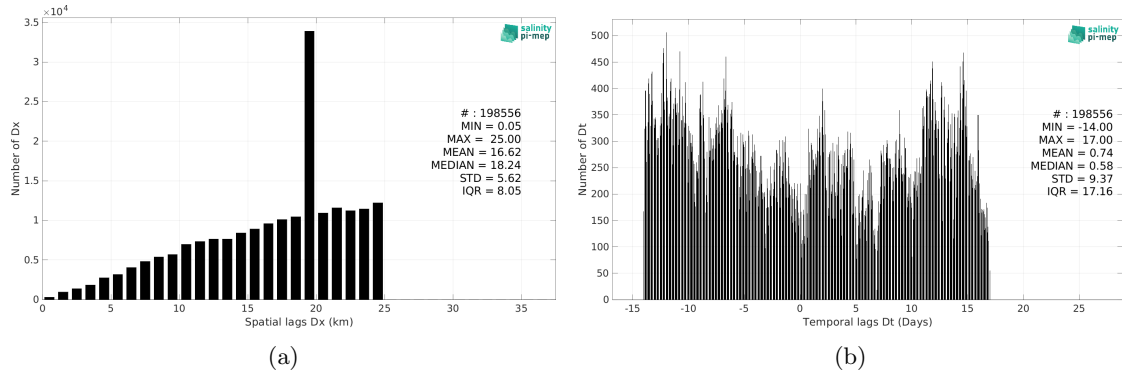 ×10⁴
3.5
3
2.5
2
1.5
1
0.5
0
Number of Dx
0 5 10 15 20 25 30 35
Spatial lags Dx (km)
salinity
pi-mep
# : 198556
MIN = 0.05
MAX = 25.00
MEAN = 16.62
MEDIAN = 18.24
STD = 5.62
IQR = 8.05
(a)
500
450
400
350
300
250
200
150
100
50
0
Number of Dt
-15 -10 -5 0 5 10 15 20 25
Temporal lags Dt (Days)
salinity
pi-mep
# : 198556
MIN = -14.00
MAX = 17.00
MEAN = 0.74
MEDIAN = 0.58
STD = 9.37
IQR = 17.16
(b)